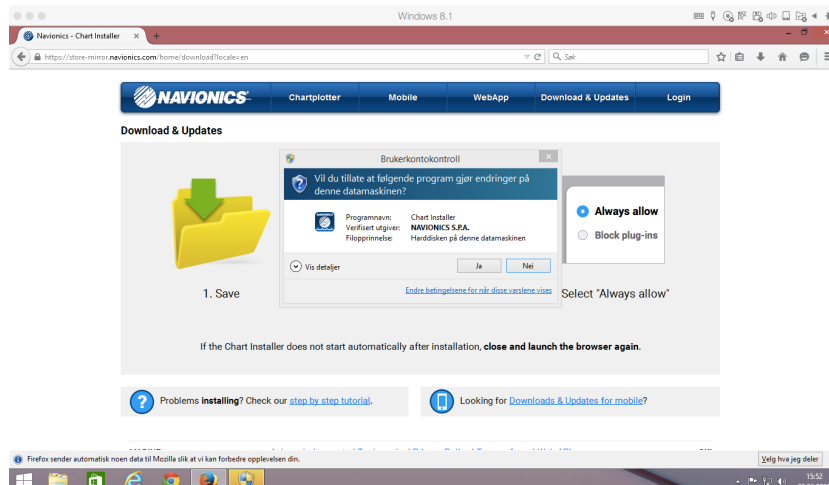 Windows 8.1
Navionics - Chart Installer
https://store-mirror.navionics.com/home/download?locale=en
Søk
NAVIONICS
Chartplotter
Mobile
WebApp
Download & Updates
Login
Download & Updates
Brukerkontokontroll
Vil du tillate at følgende program gjør endringer på
denne datamaskinen?
Programnavn: Chart Installer
Verifisert utgiver: NAVIONICS S.P.A.
Filopprinnelse: Harddisken på denne datamaskinen
Vis detaljer
Ja
Nei
Endre betingelsene for når disse varslene vises
Always allow
Block plug-ins
1. Save
Select "Always allow"
If the Chart Installer does not start automatically after installation, close and launch the browser again.
Problems installing? Check our step by step tutorial.
Looking for Downloads & Updates for mobile?
Firefox sender automatisk noen data til Mozilla slik at vi kan forbedre opplevelsen din.
Velg hva jeg deler
15:52